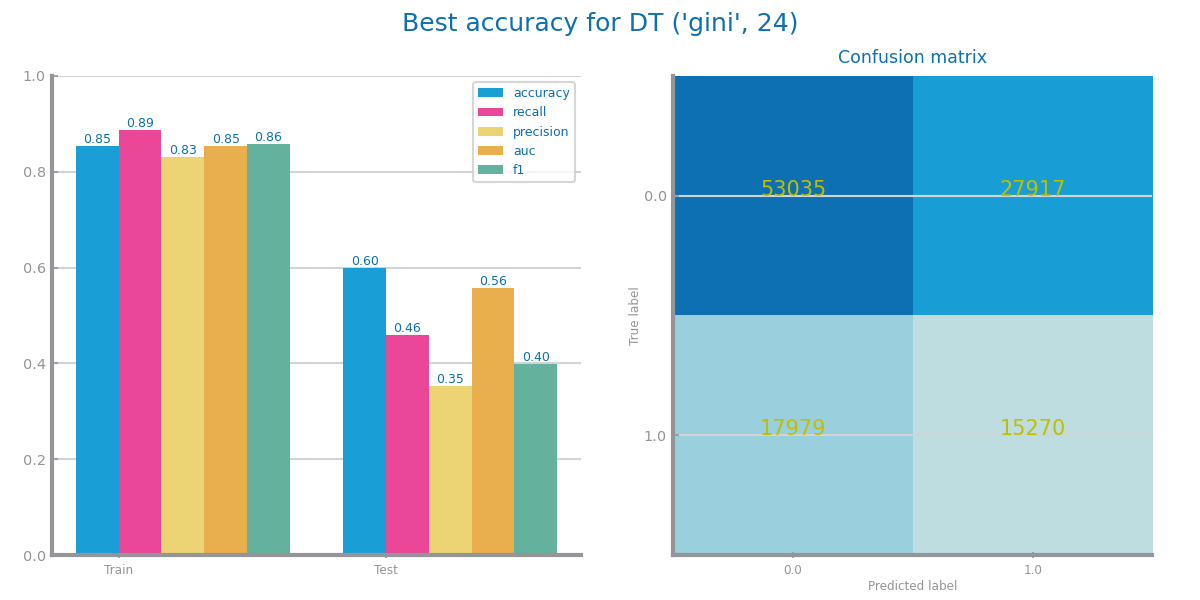 Best accuracy for DT ('gini', 24)
1.0
0.8
0.6
0.4
0.2
0.0
0.85
0.89
0.83
0.85
0.86
0.60
0.46
0.35
0.56
0.40
accuracy
recall
precision
auc
f1
Train
Test
Confusion matrix
True label
0.0
1.0
53035
27917
17979
15270
0.0
1.0
Predicted label